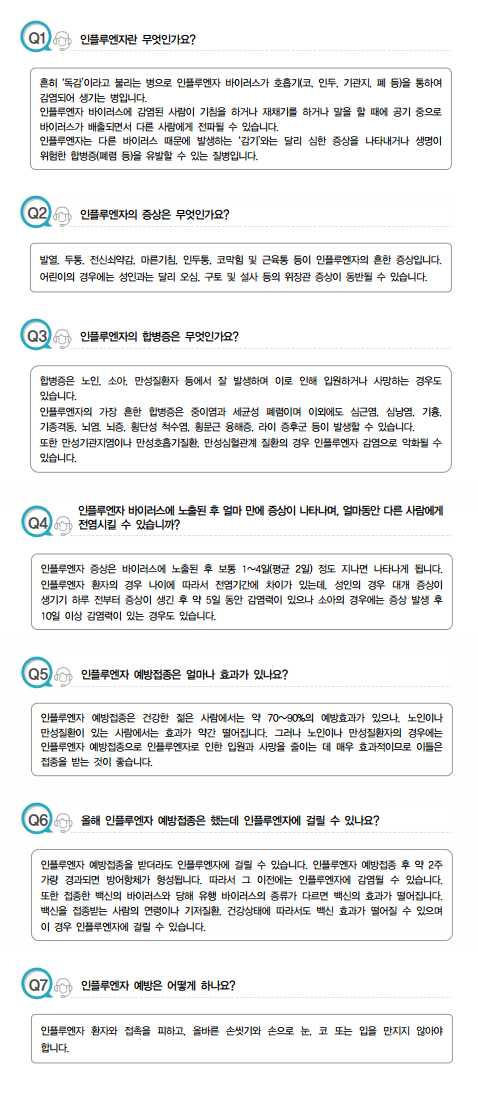 Q1 인플루엔자란 무엇인가요?
흔히 '독감'이라고 불리는 병으로 인플루엔자 바이러스가 호흡기(코, 인두, 기관지, 폐 등)을 통하여
감염되어 생기는 병입니다.
인플루엔자 바이러스에 감염된 사람이 기침을 하거나 재채기를 하거나 말을 할 때에 공기 중으로
바이러스가 배출되면서 다른 사람에게 전파될 수 있습니다.
인플루엔자는 다른 바이러스 때문에 발생하는 '감기'와는 달리 심한 증상을 나타내거나 생명이
위험한 합병증(폐렴 등)을 유발할 수 있는 질병입니다.
Q2 인플루엔자의 증상은 무엇인가요?
발열, 두통, 전신쇠약감, 마른기침, 인두통, 코막힘 및 근육통 등이 인플루엔자의 흔한 증상입니다.
어린이의 경우에는 성인과는 달리 오심, 구토 및 설사 등의 위장관 증상이 동반될 수 있습니다.
Q3 인플루엔자의 합병증은 무엇인가요?
합병증은 노인, 소아, 만성질환자 등에서 잘 발생하며 이로 인해 입원하거나 사망하는 경우도
있습니다.
인플루엔자의 가장 흔한 합병증은 중이염과 세균성 폐렴이며 이외에도 심근염, 심낭염, 기흉,
기종격동, 뇌염, 뇌증, 횡단성 척수염, 횡문근 융해증, 라이 증후군 등이 발생할 수 있습니다.
또한 만성기관지염이나 만성호흡기질환, 만성심혈관계 질환의 경우 인플루엔자 감염으로 악화될 수
있습니다.
Q4 인플루엔자 바이러스에 노출된 후 얼마 만에 증상이 나타나며, 얼마동안 다른 사람에게
전염시킬 수 있습니까?
인플루엔자 증상은 바이러스에 노출된 후 보통 1~4일(평균 2일) 정도 지나면 나타나게 됩니다.
인플루엔자 환자의 경우 나이에 따라서 전염기간에 차이가 있는데, 성인의 경우 대개 증상이
생기기 하루 전부터 증상이 생긴 후 약 5일 동안 감염력이 있으나 소아의 경우에는 증상 발생 후
10일 이상 감염력이 있는 경우도 있습니다.
Q5 인플루엔자 예방접종은 얼마나 효과가 있나요?
인플루엔자 예방접종은 건강한 젊은 사람에서는 약 70~90%의 예방효과가 있으나, 노인이나
만성질환이 있는 사람에서는 효과가 약간 떨어집니다. 그러나 노인이나 만성질환자의 경우에는
인플루엔자 예방접종으로 인플루엔자로 인한 입원과 사망을 줄이는 데 매우 효과적이므로 이들은
접종을 받는 것이 좋습니다.
Q6 올해 인플루엔자 예방접종은 했는데 인플루엔자에 걸릴 수 있나요?
인플루엔자 예방접종을 받더라도 인플루엔자에 걸릴 수 있습니다. 인플루엔자 예방접종 후 약 2주
가량 경과되면 방어항체가 형성됩니다. 따라서 그 이전에는 인플루엔자에 감염될 수 있습니다.
또한 접종한 백신의 바이러스와 당해 유행 바이러스의 종류가 다르면 백신의 효과가 떨어집니다.
백신을 접종받는 사람의 연령이나 기저질환, 건강상태에 따라서도 백신 효과가 떨어질 수 있으며
이 경우 인플루엔자에 걸릴 수 있습니다.
Q7 인플루엔자 예방은 어떻게 하나요?
인플루엔자 환자와 접촉을 피하고, 올바른 손씻기와 손으로 눈, 코 또는 입을 만지지 않아야
합니다.